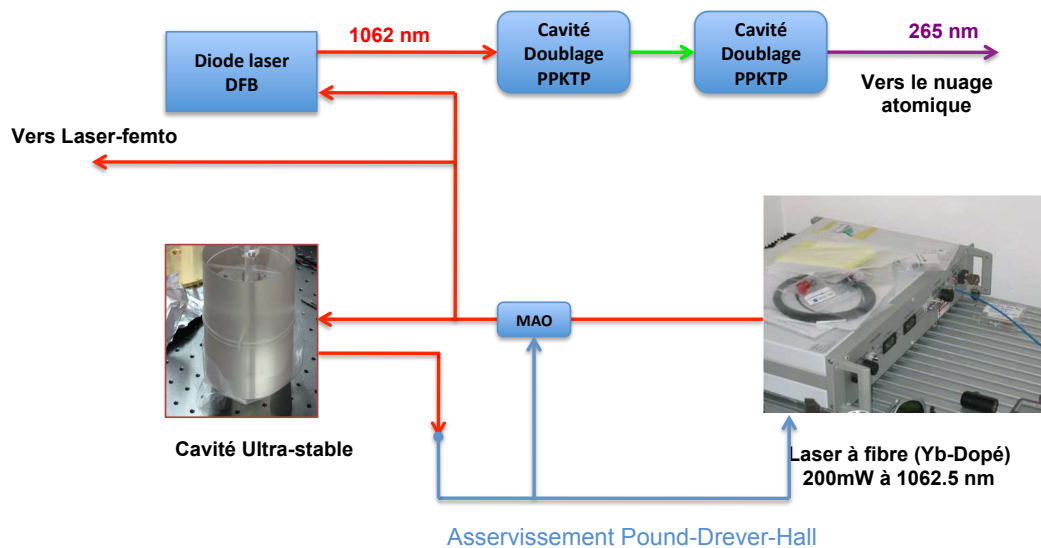 1062 nm
Diode laser
DFB
Cavité
Doublage
PPKTP
Cavité
Doublage
PPKTP
265 nm
Vers le nuage
atomique
Vers Laser-femto
MAO
Cavité Ultra-stable
Laser à fibre (Yb-Dopé)
200mW à 1062.5 nm
Asservissement Pound-Drever-Hall